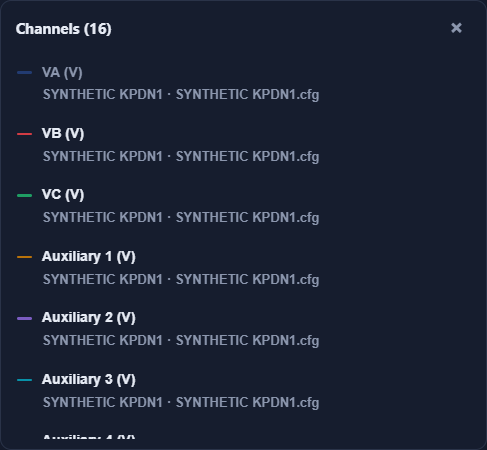 Channels (16)
×
VA (V)
SYNTHETIC KPDN1 · SYNTHETIC KPDN1.cfg
VB (V)
SYNTHETIC KPDN1 · SYNTHETIC KPDN1.cfg
VC (V)
SYNTHETIC KPDN1 · SYNTHETIC KPDN1.cfg
Auxiliary 1 (V)
SYNTHETIC KPDN1 · SYNTHETIC KPDN1.cfg
Auxiliary 2 (V)
SYNTHETIC KPDN1 · SYNTHETIC KPDN1.cfg
Auxiliary 3 (V)
SYNTHETIC KPDN1 · SYNTHETIC KPDN1.cfg
Auxiliary 4 (V)